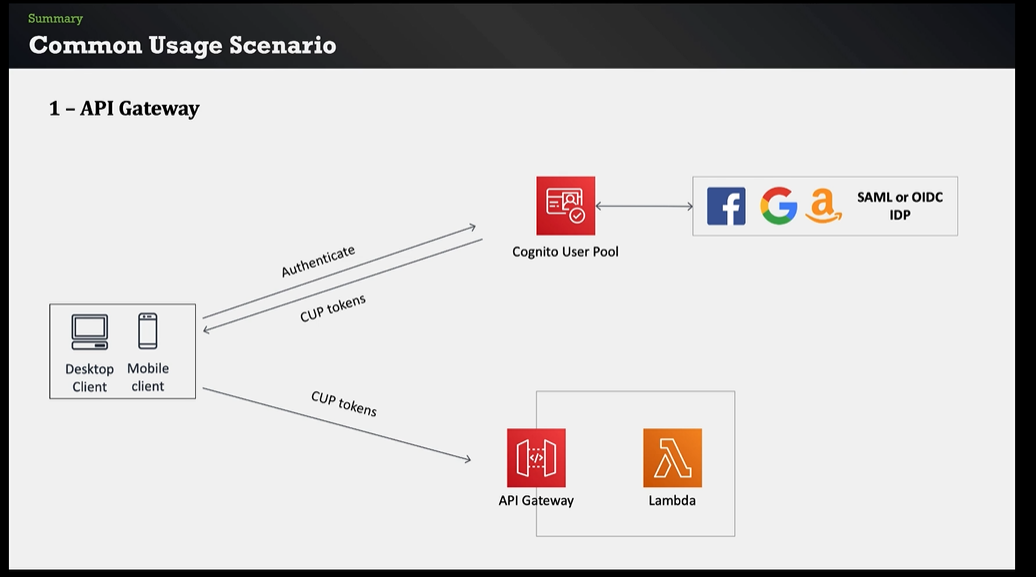 Summary
Common Usage Scenario
1 – API Gateway
SAML or OIDC
IDP
Cognito User Pool
Authenticate
CUP tokens
Desktop
Client
Mobile
client
CUP tokens
API Gateway
Lambda